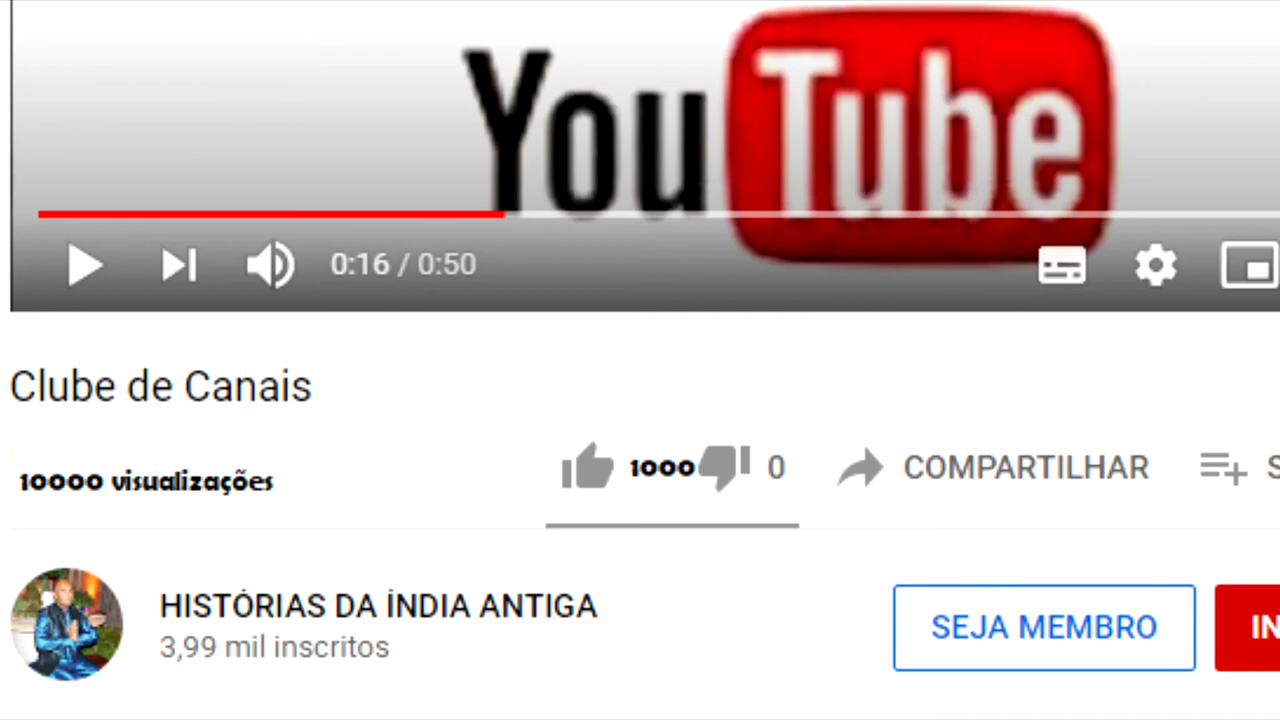 YouTube
0:16 / 0:50
Clube de Canais
10000 visualizações
1000 0 COMPARTILHAR
HISTÓRIAS DA ÍNDIA ANTIGA
3,99 mil inscritos
SEJA MEMBRO